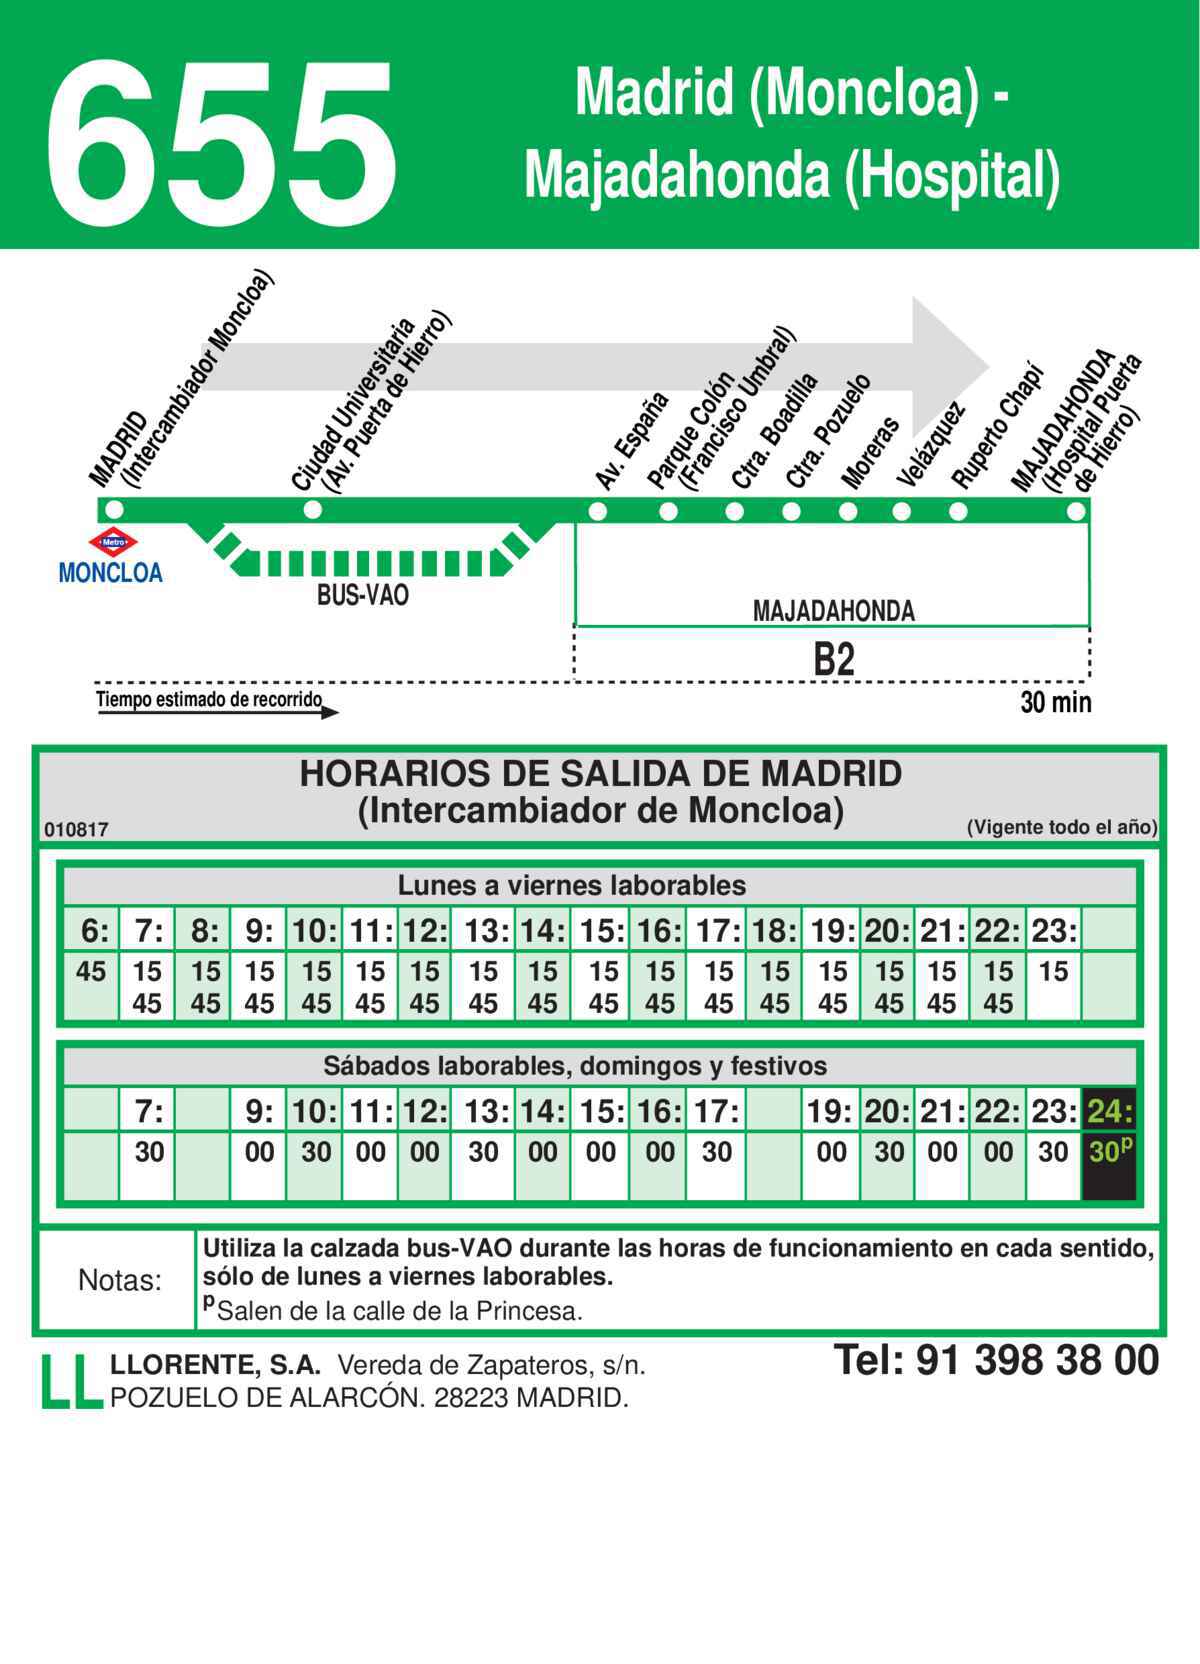 655
Madrid (Moncloa) -
Majadahonda (Hospital)
MADRID
(Intercambiador Moncloa)
Ciudad Universitaria
(Av. Puerta de Hierro)
Av. España
Parque Colón
(Francisco Umbral)
Ctra. Boadilla
Ctra. Pozuelo
Moreras
Velázquez
Ruperto Chapí
MAJADAHONDA
(Hospital Puerta
de Hierro)
Metro
MONCLOA
BUS-VAO
MAJADAHONDA
B2
Tiempo estimado de recorrido
30 min
HORARIOS DE SALIDA DE MADRID
(Intercambiador de Moncloa)
010817
(Vigente todo el año)
Lunes a viernes laborables
6: 7: 8: 9: 10: 11: 12: 13: 14: 15: 16: 17: 18: 19: 20: 21: 22: 23:
45 15 15 15 15 15 15 15 15 15 15 15 15 15 15 15 15 15
45 45 45 45 45 45 45 45 45 45 45 45 45 45 45 45
Sábados laborables, domingos y festivos
7: 9: 10: 11: 12: 13: 14: 15: 16: 17: 19: 20: 21: 22: 23: 24:
30 00 30 00 00 30 00 00 00 30 00 30 00 00 30 30p
Notas:
Utiliza la calzada bus-VAO durante las horas de funcionamiento en cada sentido,
sólo de lunes a viernes laborables.
p Salen de la calle de la Princesa.
LL
LLORENTE, S.A. Vereda de Zapateros, s/n.
POZUELO DE ALARCÓN. 28223 MADRID.
Tel: 91 398 38 00